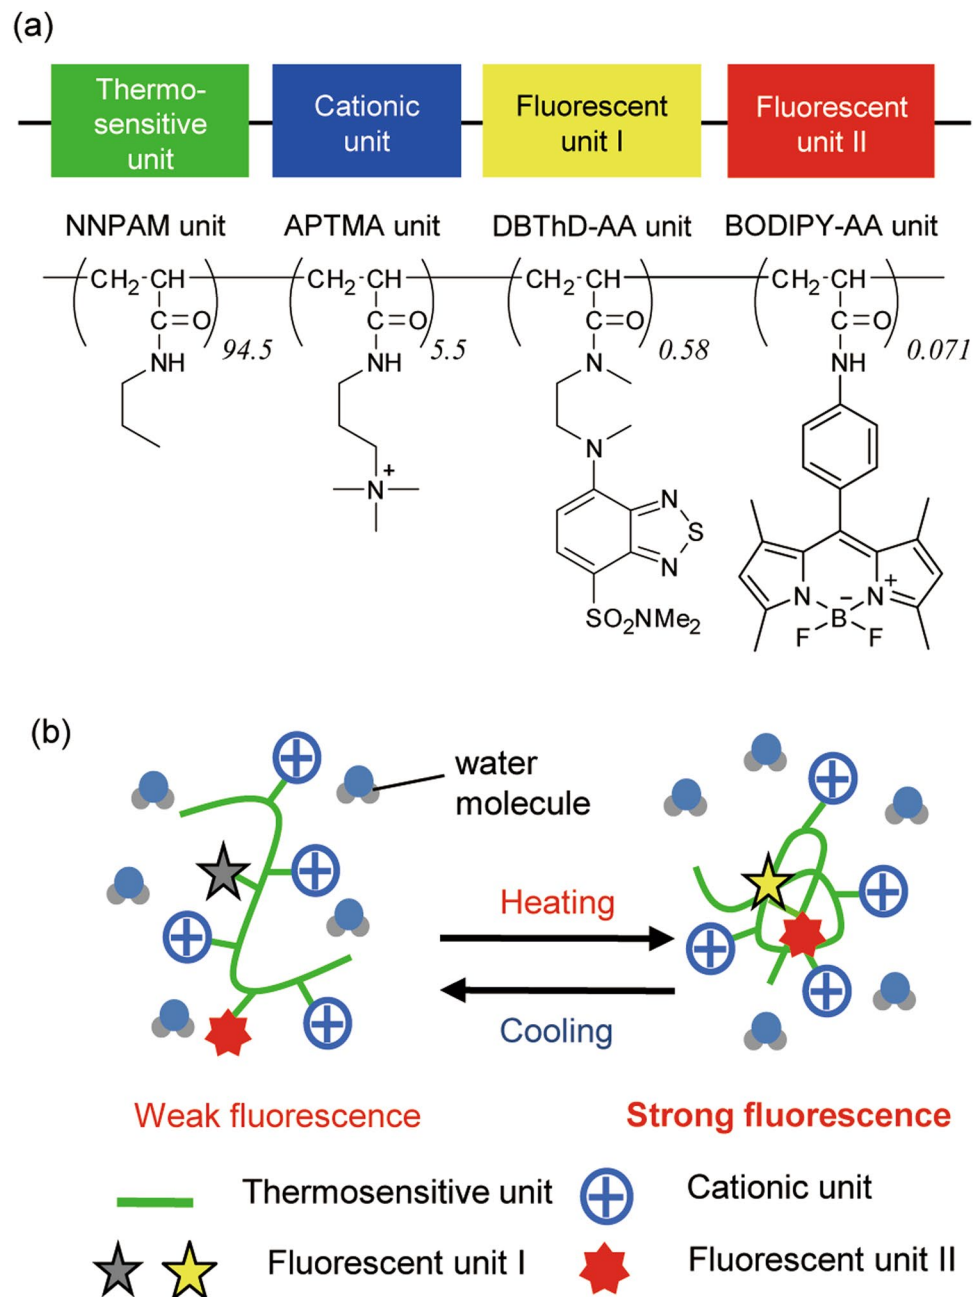 (a)
Thermo-
sensitive
unit
Cationic
unit
Fluorescent
unit I
Fluorescent
unit II
NNPAM unit
APTMA unit
DBThD-AA unit
BODIPY-AA unit
CH2-CH
CH2-CH
CH2-CH
CH2-CH
C=O
C=O
C=O
C=O
94.5
5.5
0.58
0.071
NH
NH
N
NH
N
N
+
N
S
N
SO2NMe2
N
N
+
B
−
F
F
(b)
water
molecule
Heating
Cooling
Weak fluorescence
Strong fluorescence
Thermosensitive unit
Cationic unit
Fluorescent unit I
Fluorescent unit II